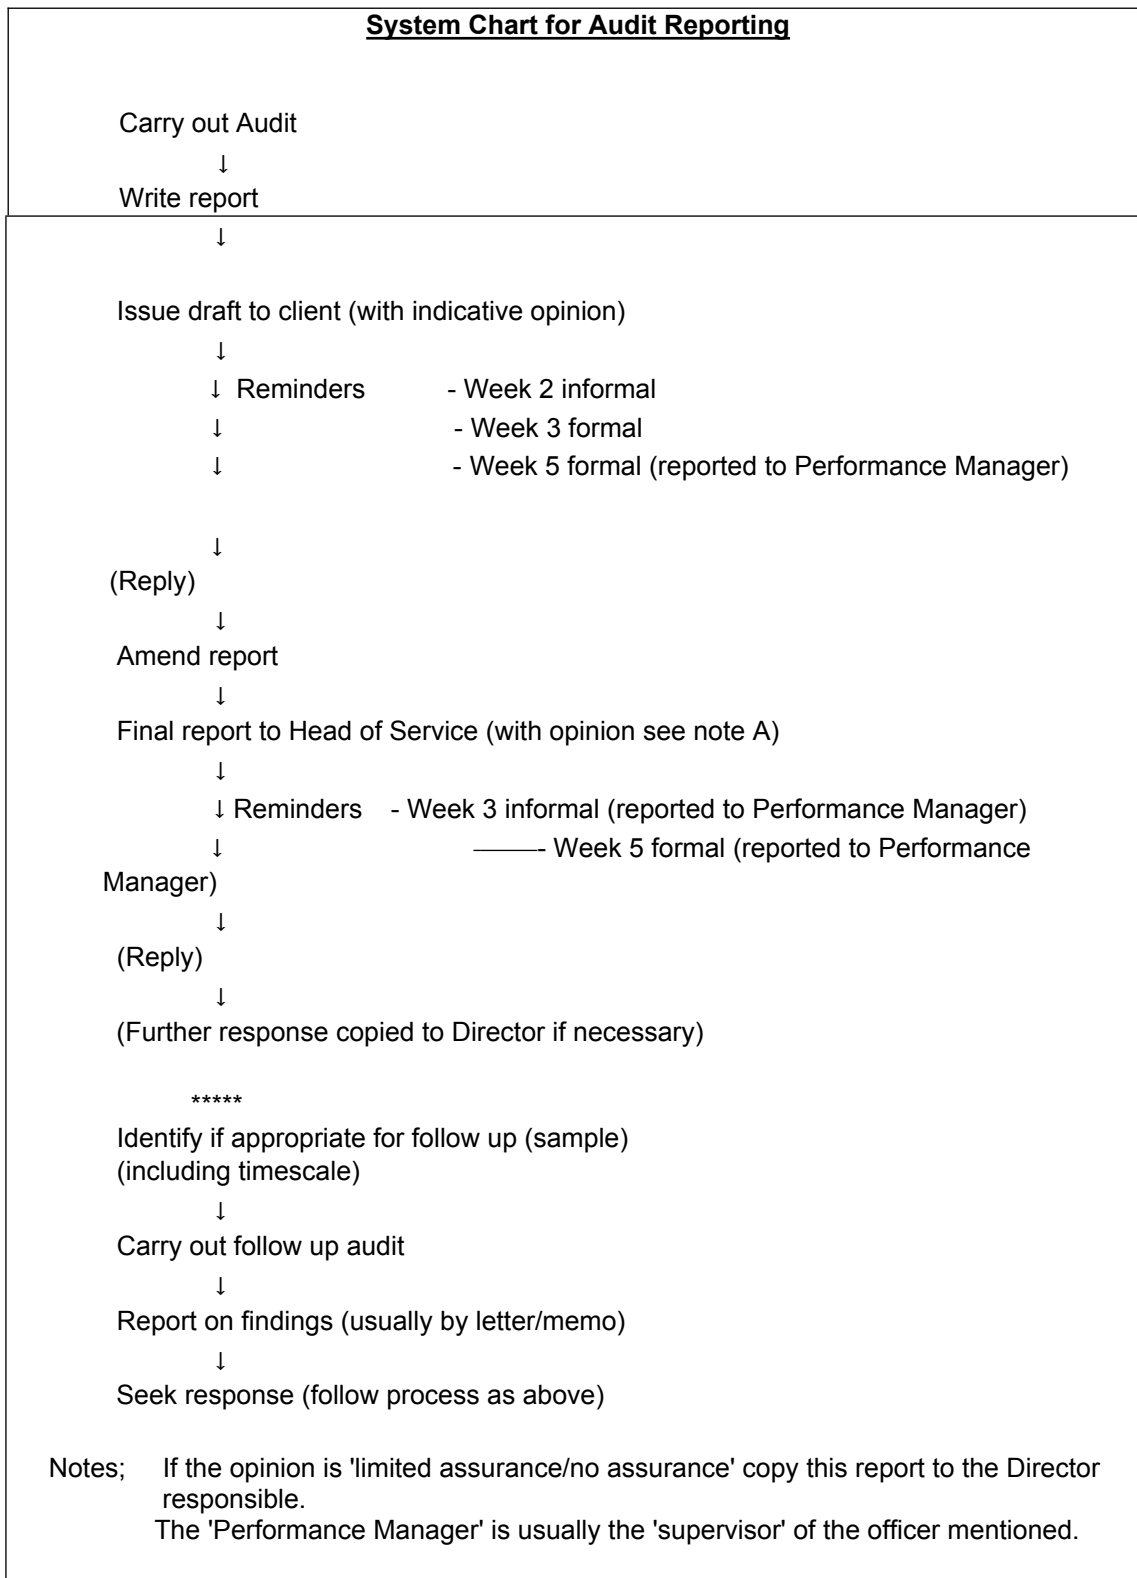 System Chart for Audit Reporting
Carry out Audit
↓
Write report
↓
Issue draft to client (with indicative opinion)
↓
↓ Reminders - Week 2 informal
↓ - Week 3 formal
↓ - Week 5 formal (reported to Performance Manager)
↓
(Reply)
↓
Amend report
↓
Final report to Head of Service (with opinion see note A)
↓
↓ Reminders - Week 3 informal (reported to Performance Manager)
↓ ——- Week 5 formal (reported to Performance
Manager)
↓
(Reply)
↓
(Further response copied to Director if necessary)
*****
Identify if appropriate for follow up (sample)
(including timescale)
↓
Carry out follow up audit
↓
Report on findings (usually by letter/memo)
↓
Seek response (follow process as above)
Notes; If the opinion is 'limited assurance/no assurance' copy this report to the Director
responsible.
The 'Performance Manager' is usually the 'supervisor' of the officer mentioned.